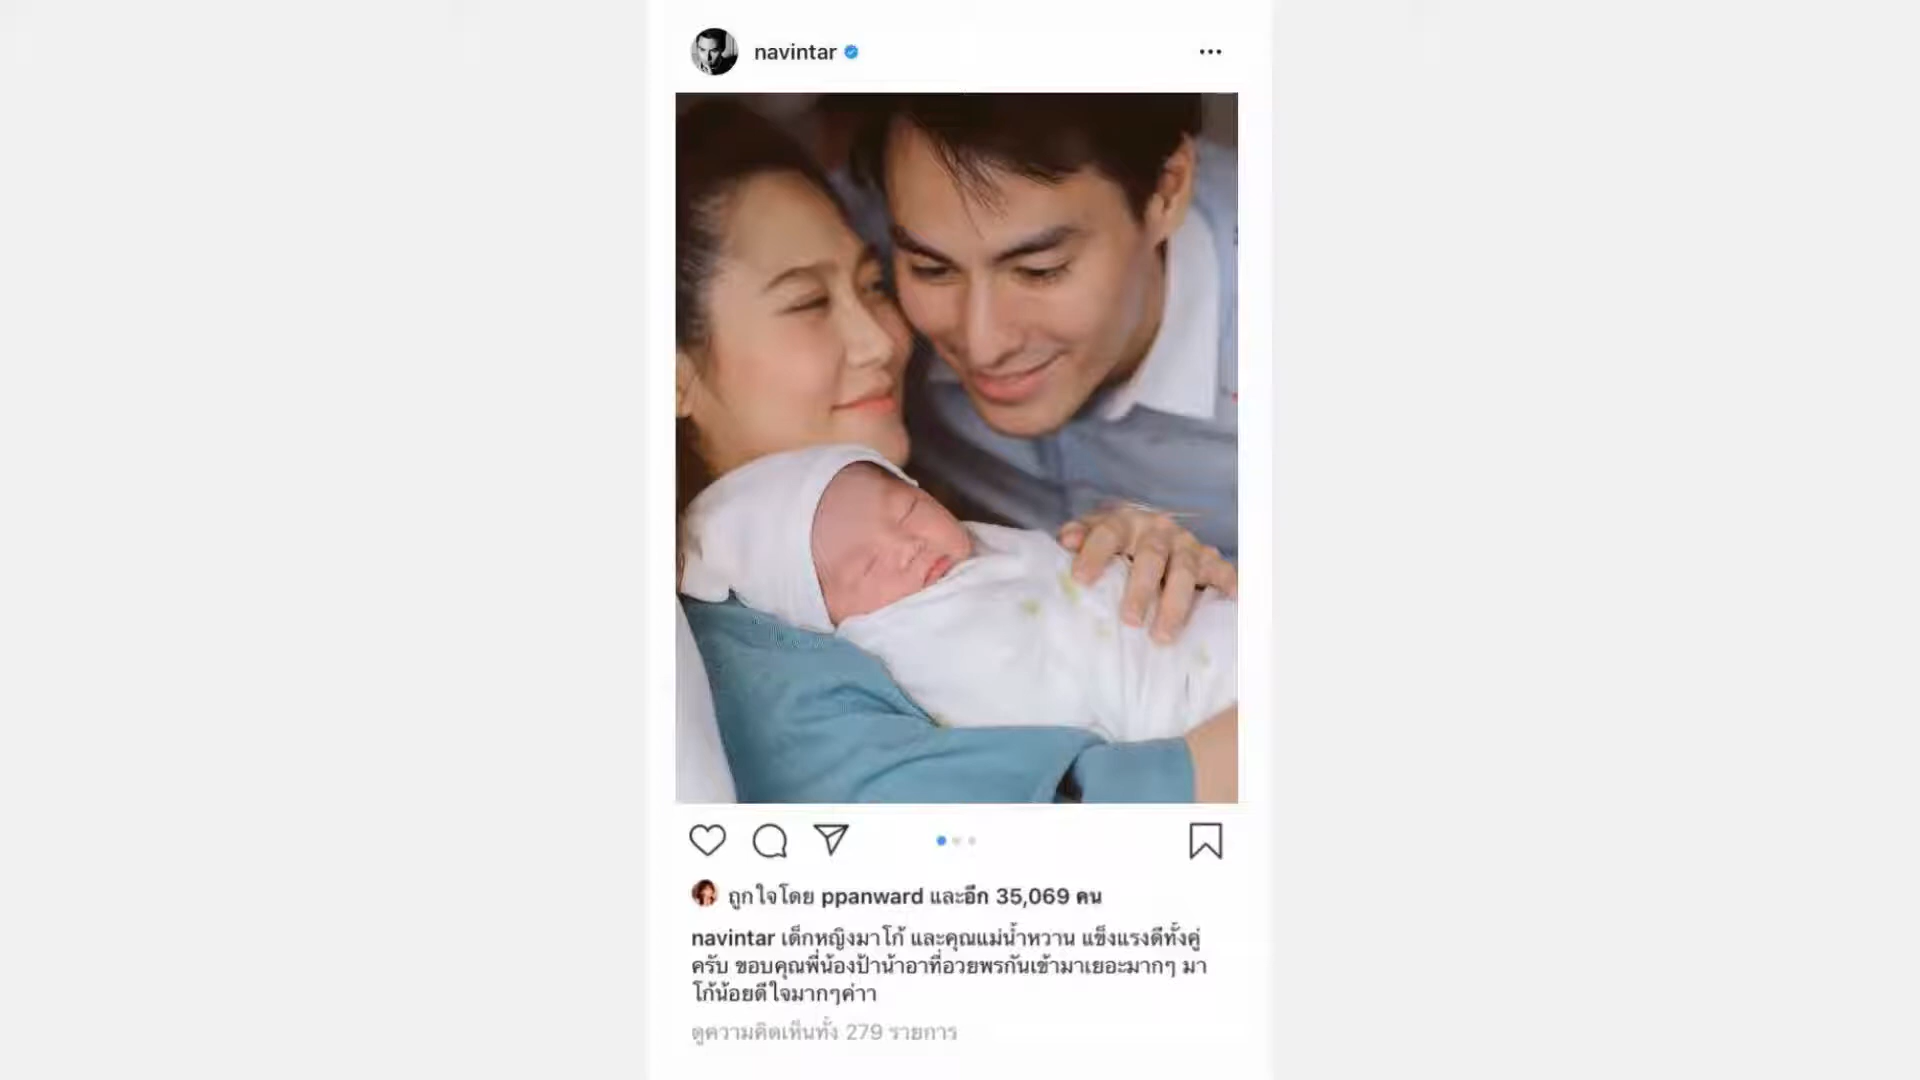 navintar
ถูกใจโดย ppanward และอีก 35,069 คน
navintar เด็กหญิงมาโก้ และคุณแม่น้ำหวาน แข็งแรงดีทั้งคู่
ครับ ขอบคุณพี่น้องป้าน้าอาที่อวยพรกันเข้ามาเยอะมากๆ มา
โก้น้อยดีใจมากๆค่าา
ดูความคิดเห็นทั้ง 279 รายการ